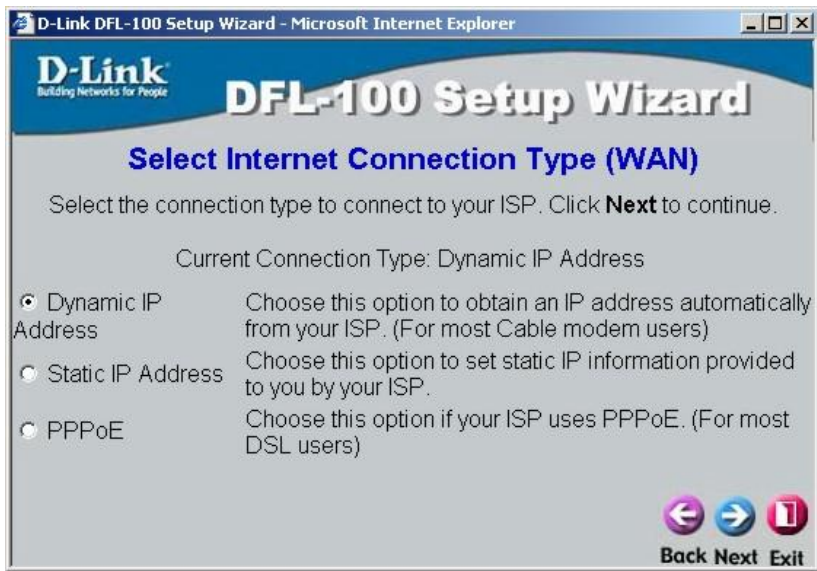 D-Link DFL-100 Setup Wizard - Microsoft Internet Explorer
D-Link
Building Networks for People
DFL-100 Setup Wizard
Select Internet Connection Type (WAN)
Select the connection type to connect to your ISP. Click Next to continue.
Current Connection Type: Dynamic IP Address
Dynamic IP
Address
Choose this option to obtain an IP address automatically
from your ISP. (For most Cable modem users)
Static IP Address
Choose this option to set static IP information provided
to you by your ISP.
PPPoE
Choose this option if your ISP uses PPPoE. (For most
DSL users)
Back Next Exit